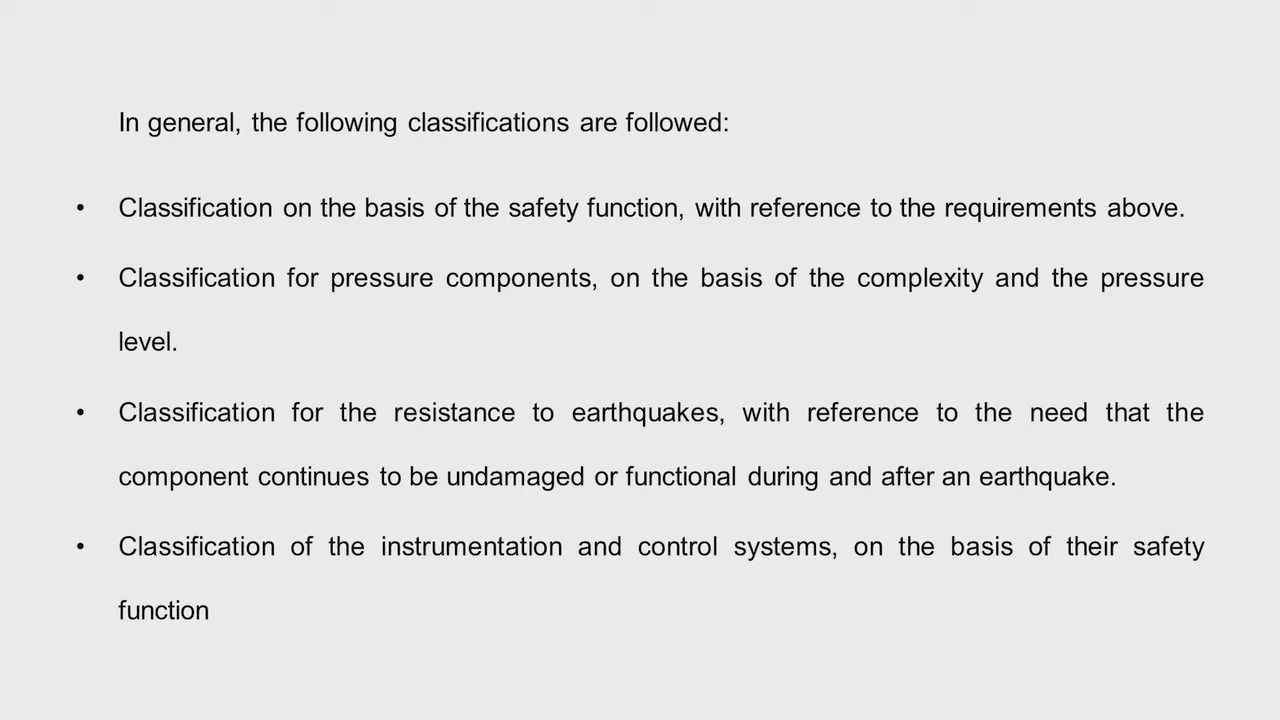 In general, the following classifications are followed:
• Classification on the basis of the safety function, with reference to the requirements above.
• Classification for pressure components, on the basis of the complexity and the pressure
level.
• Classification for the resistance to earthquakes, with reference to the need that the
component continues to be undamaged or functional during and after an earthquake.
• Classification of the instrumentation and control systems, on the basis of their safety
function